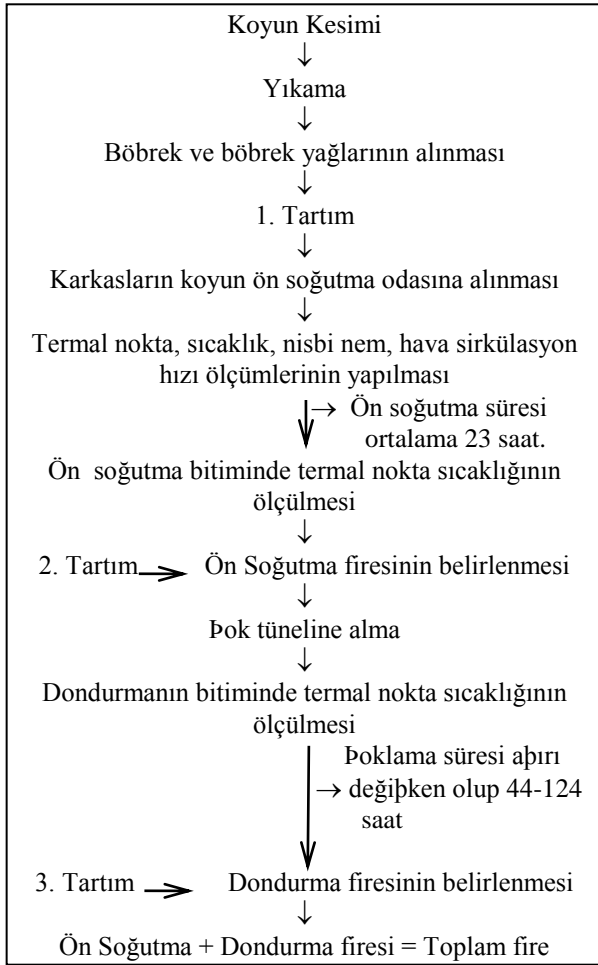 Koyun Kesimi
↓
Yıkama
↓
Böbrek ve böbrek yağlarının alınması
↓
1. Tartım
↓
Karkasların koyun ön soğutma odasına alınması
↓
Termal nokta, sıcaklık, nisbi nem, hava sirkülasyon
hızı ölçümlerinin yapılması
→ Ön soğutma süresi
ortalama 23 saat.
Ön soğutma bitiminde termal nokta sıcaklığının
ölçülmesi
↓
2. Tartım → Ön Soğutma firesinin belirlenmesi
↓
Þok tüneline alma
↓
Dondurmanın bitiminde termal nokta sıcaklığının
ölçülmesi
Þoklama süresi aþırı
→ değiþken olup 44-124
saat
3. Tartım → Dondurma firesinin belirlenmesi
↓
Ön Soğutma + Dondurma firesi = Toplam fire